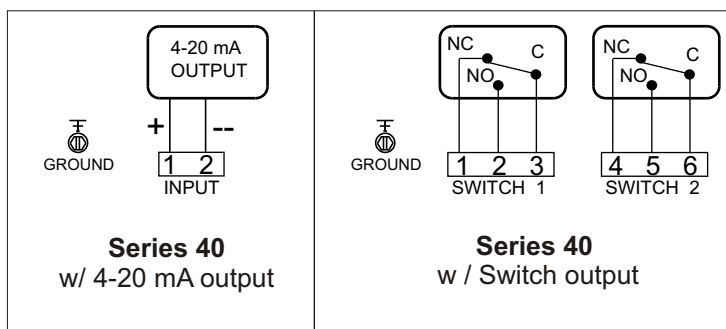 4-20 mA
OUTPUT
+ --
GROUND
1 2
INPUT
Series 40
w/ 4-20 mA output
NC C
NO
GROUND
1 2 3
SWITCH 1
NC C
NO
4 5 6
SWITCH 2
Series 40
w / Switch output